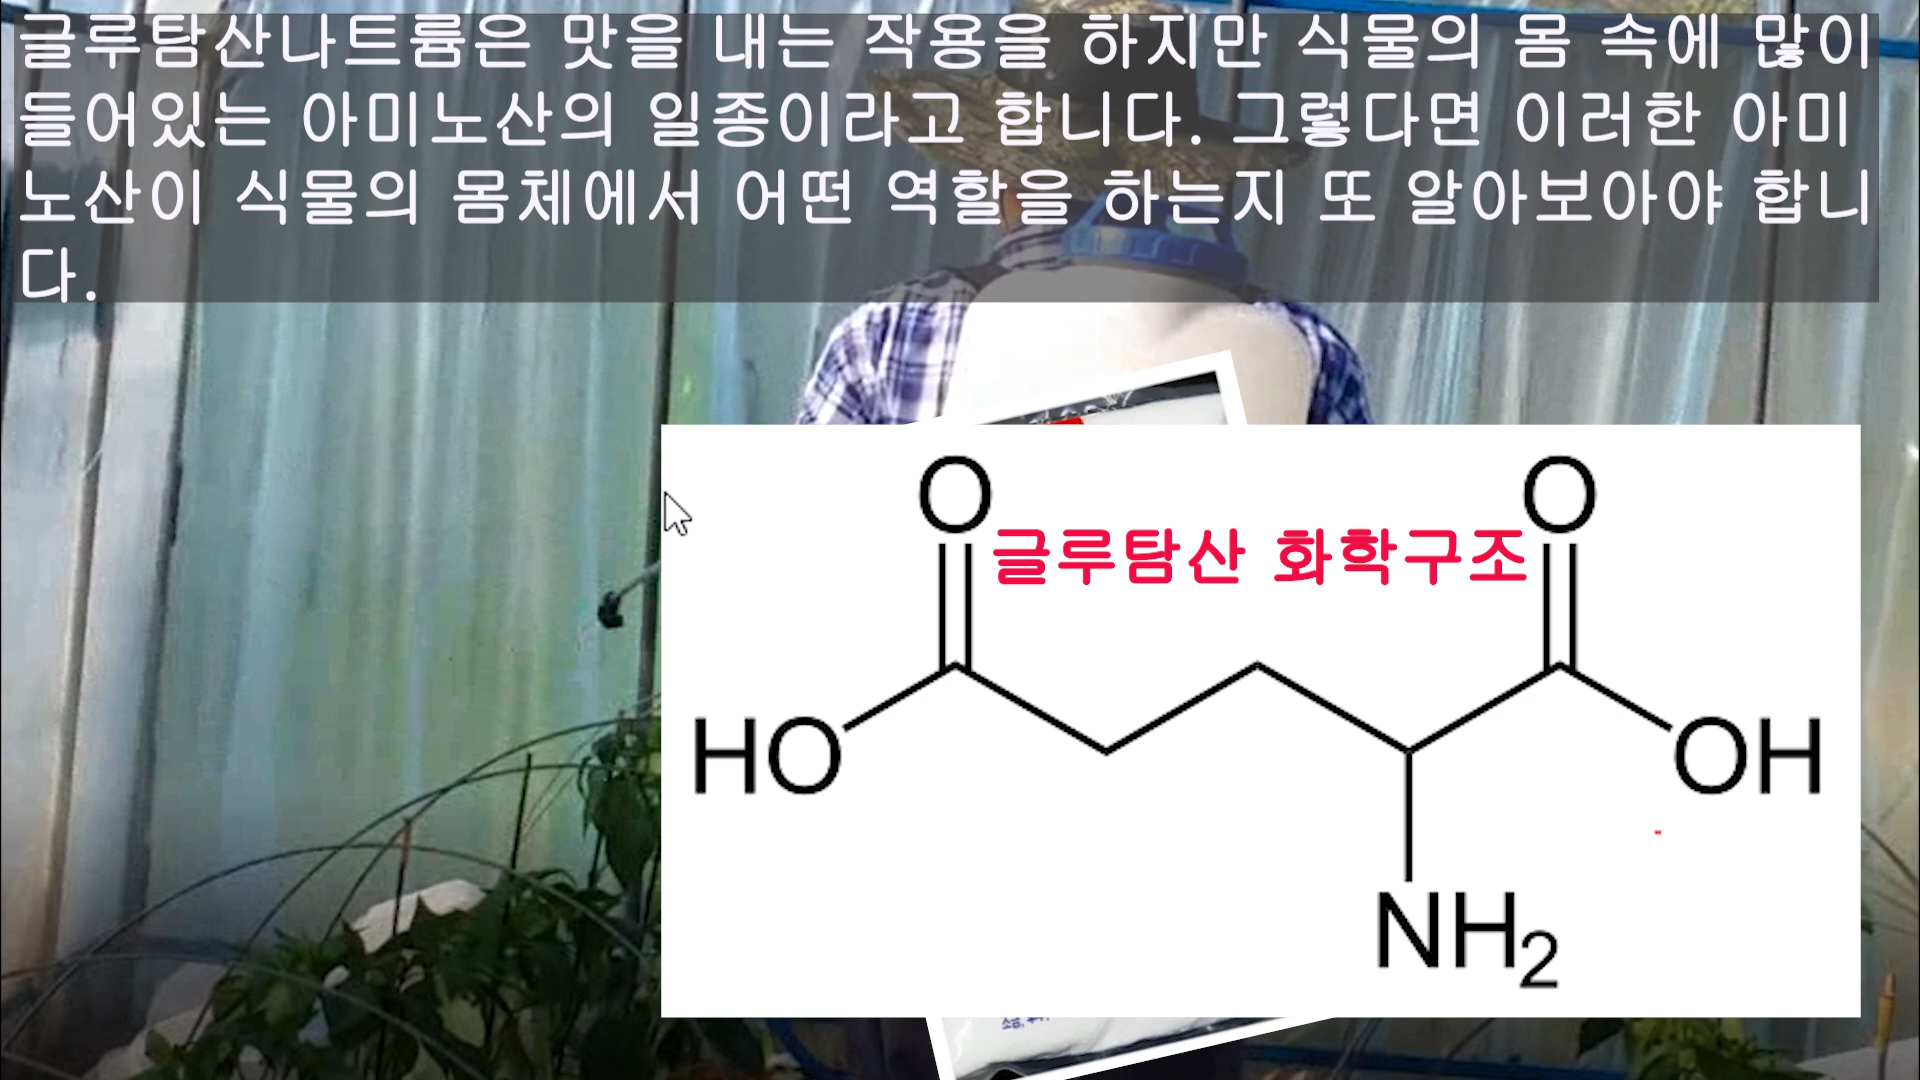 글루탐산나트륨은 맛을 내는 작용을 하지만 식물의 몸 속에 많이
들어있는 아미노산의 일종이라고 합니다. 그렇다면 이러한 아미
노산이 식물의 몸체에서 어떤 역할을 하는지 또 알아보아야 합니
다.
O O
글루탐산 화학구조
HO OH
NH2